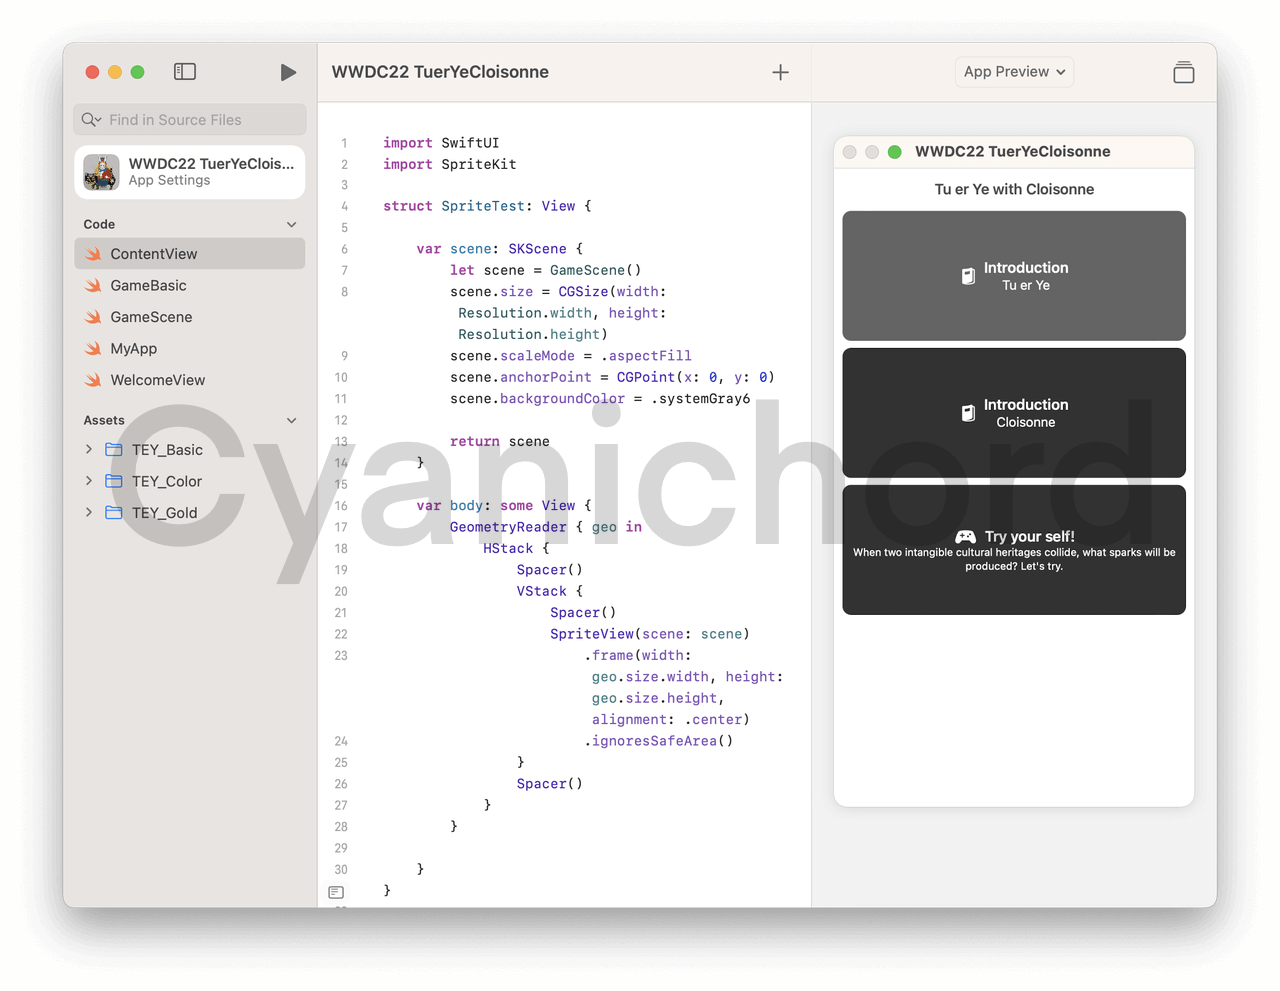 WWDC22 TuerYeCloisonne
App Preview
Find in Source Files
WWDC22 TuerYeClois...
App Settings
Code
ContentView
GameBasic
GameScene
MyApp
WelcomeView
Assets
TEY_Basic
TEY_Color
TEY_Gold
1 import SwiftUI
2 import SpriteKit
3
4 struct SpriteTest: View {
5
6 var scene: SKScene {
7 let scene = GameScene()
8 scene.size = CGSize(width:
Resolution.width, height:
Resolution.height)
9 scene.scaleMode = .aspectFill
10 scene.anchorPoint = CGPoint(x: 0, y: 0)
11 scene.backgroundColor = .systemGray6
12
13 return scene
14 }
15
16 var body: some View {
17 GeometryReader { geo in
18 HStack {
19 Spacer()
20 VStack {
21 Spacer()
22 SpriteView(scene: scene)
23 .frame(width:
geo.size.width, height:
geo.size.height,
alignment: .center)
24 .ignoresSafeArea()
25 }
26 Spacer()
27 }
28 }
29
30 }
}
WWDC22 TuerYeCloisonne
Tu er Ye with Cloisonne
Introduction
Tu er Ye
Introduction
Cloisonne
Try your self!
When two intangible cultural heritages collide, what sparks will be
produced? Let's try.
Cyanichord